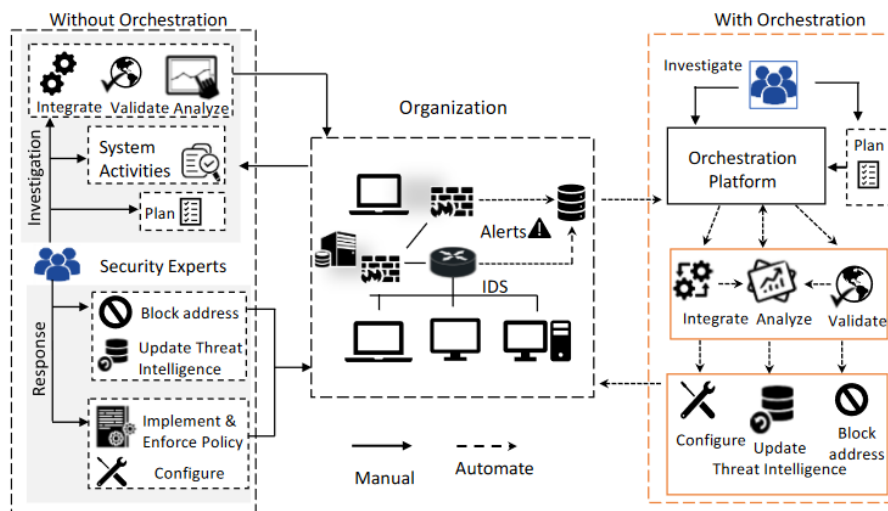 Without Orchestration
Integrate Validate Analyze
System
Activities
Plan
Investigation
Security Experts
Response
Block address
Update Threat
Intelligence
Implement &
Enforce Policy
Configure
Organization
Alerts
IDS
Manual
Automate
With Orchestration
Investigate
Orchestration
Platform
Plan
Integrate Analyze Validate
Configure
Update
Threat Intelligence
Block
address